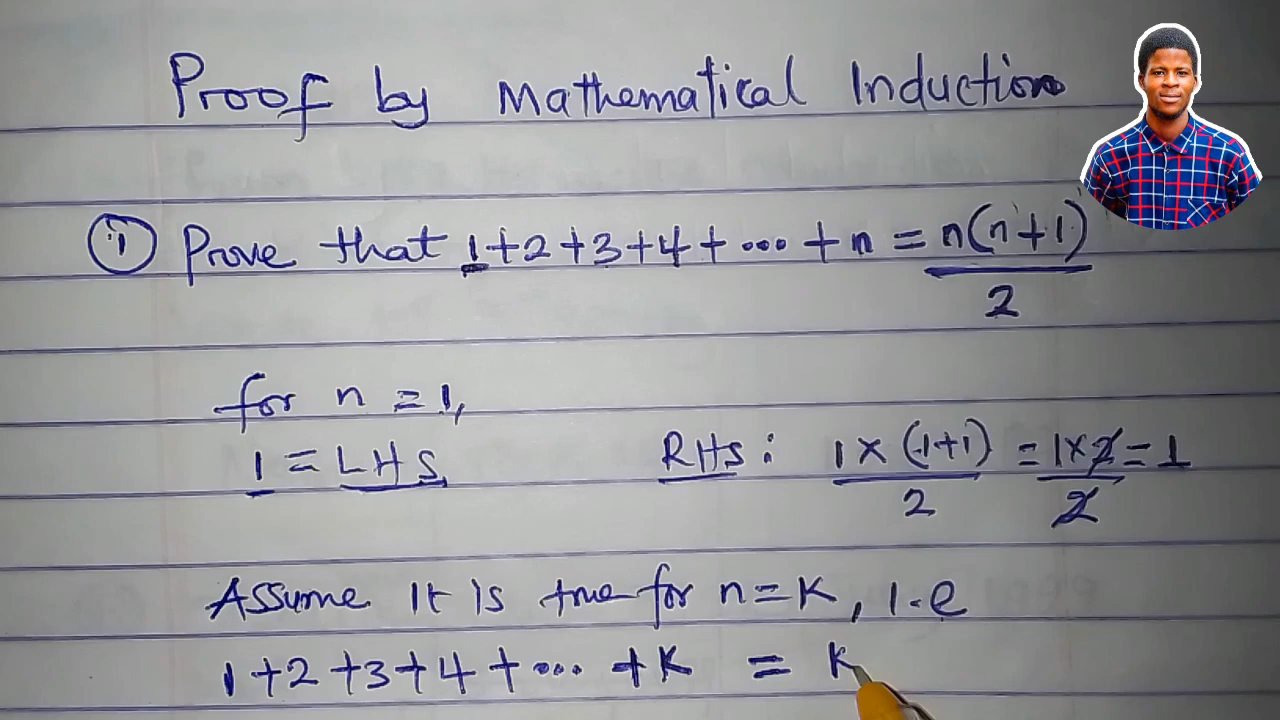 Proof by Mathematical Induction
① Prove that 1+2+3+4+...+n = n(n+1)/2
for n = 1,
1 = LHS RHS: 1×(1+1)/2 = 1×2/2 = 1
Assume it is true for n=K, i.e
1+2+3+4+...+K = K